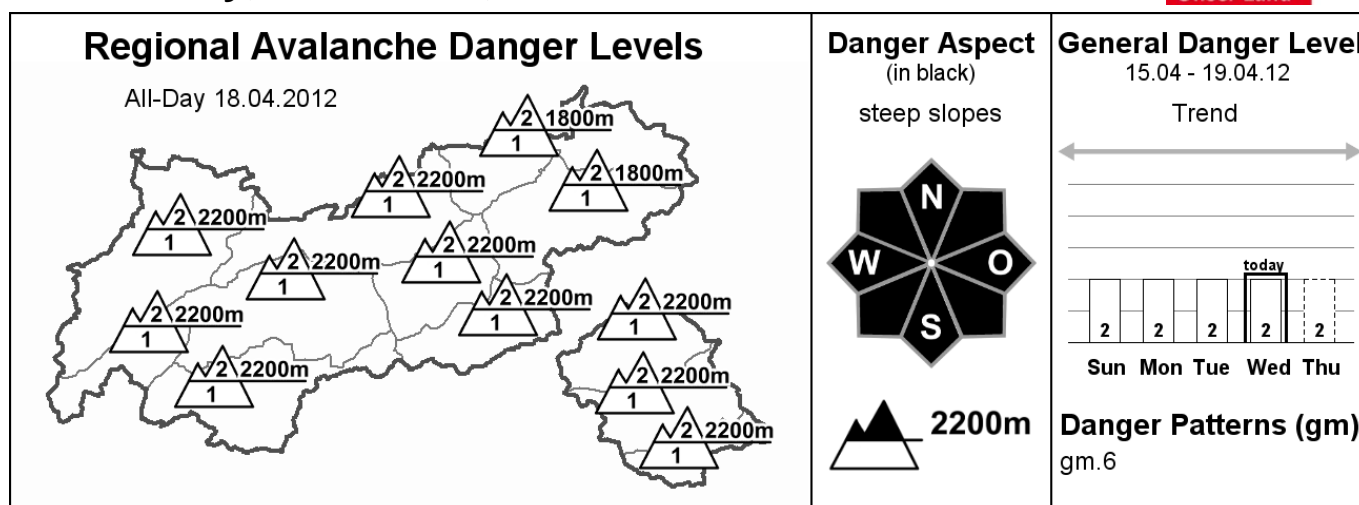 Regional Avalanche Danger Levels
All-Day 18.04.2012
2 1800m
1
2 1800m
1
2 2200m
1
2 2200m
1
2 2200m
1
2 2200m
1
2 2200m
1
2 2200m
1
2 2200m
1
2 2200m
1
2 2200m
1
2 2200m
1
Danger Aspect
(in black)
steep slopes
N
W O
S
2200m
General Danger Level
15.04 - 19.04.12
Trend
today
2 2 2 2 2
Sun Mon Tue Wed Thu
Danger Patterns (gm)
gm.6